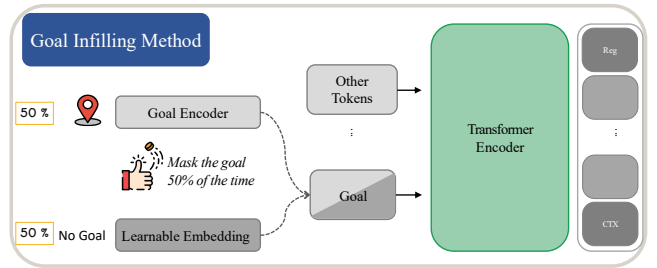 Goal Infilling Method
50 %
Goal Encoder
Mask the goal
50% of the time
50 %
No Goal
Learnable Embedding
Other
Tokens
⋮
Goal
Transformer
Encoder
Reg
⋮
CTX